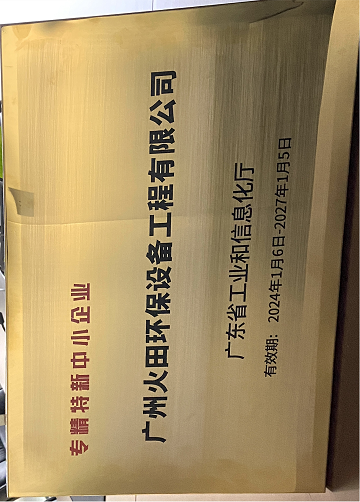 专精特新中小企业
广州火田环保设备工程有限公司
广东省工业和信息化厅
有效期：2024年1月6日-2027年1月5日